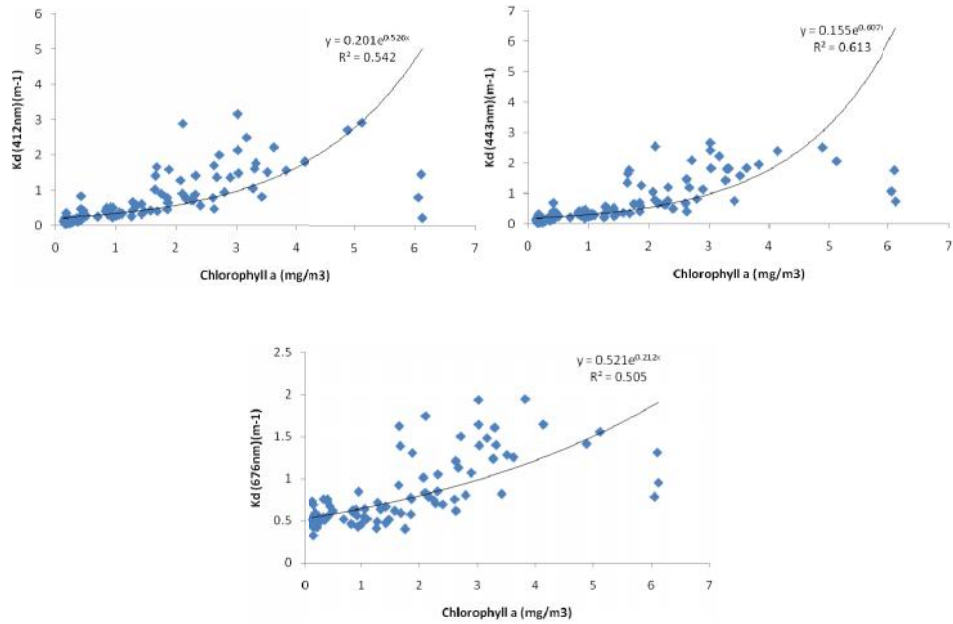 6
5
4
3
2
1
0
Kd (412nm)(m-1)
y = 0.201e^0.526x
R² = 0.542
0 1 2 3 4 5 6 7
Chlorophyll a (mg/m3)
7
6
5
4
3
2
1
0
Kd (443nm)(m-1)
y = 0.155e^0.607x
R² = 0.613
0 1 2 3 4 5 6 7
Chlorophyll a (mg/m3)
2.5
2
1.5
1
0.5
0
Kd (676nm)(m-1)
y = 0.521e^0.212x
R² = 0.505
0 1 2 3 4 5 6 7
Chlorophyll a (mg/m3)